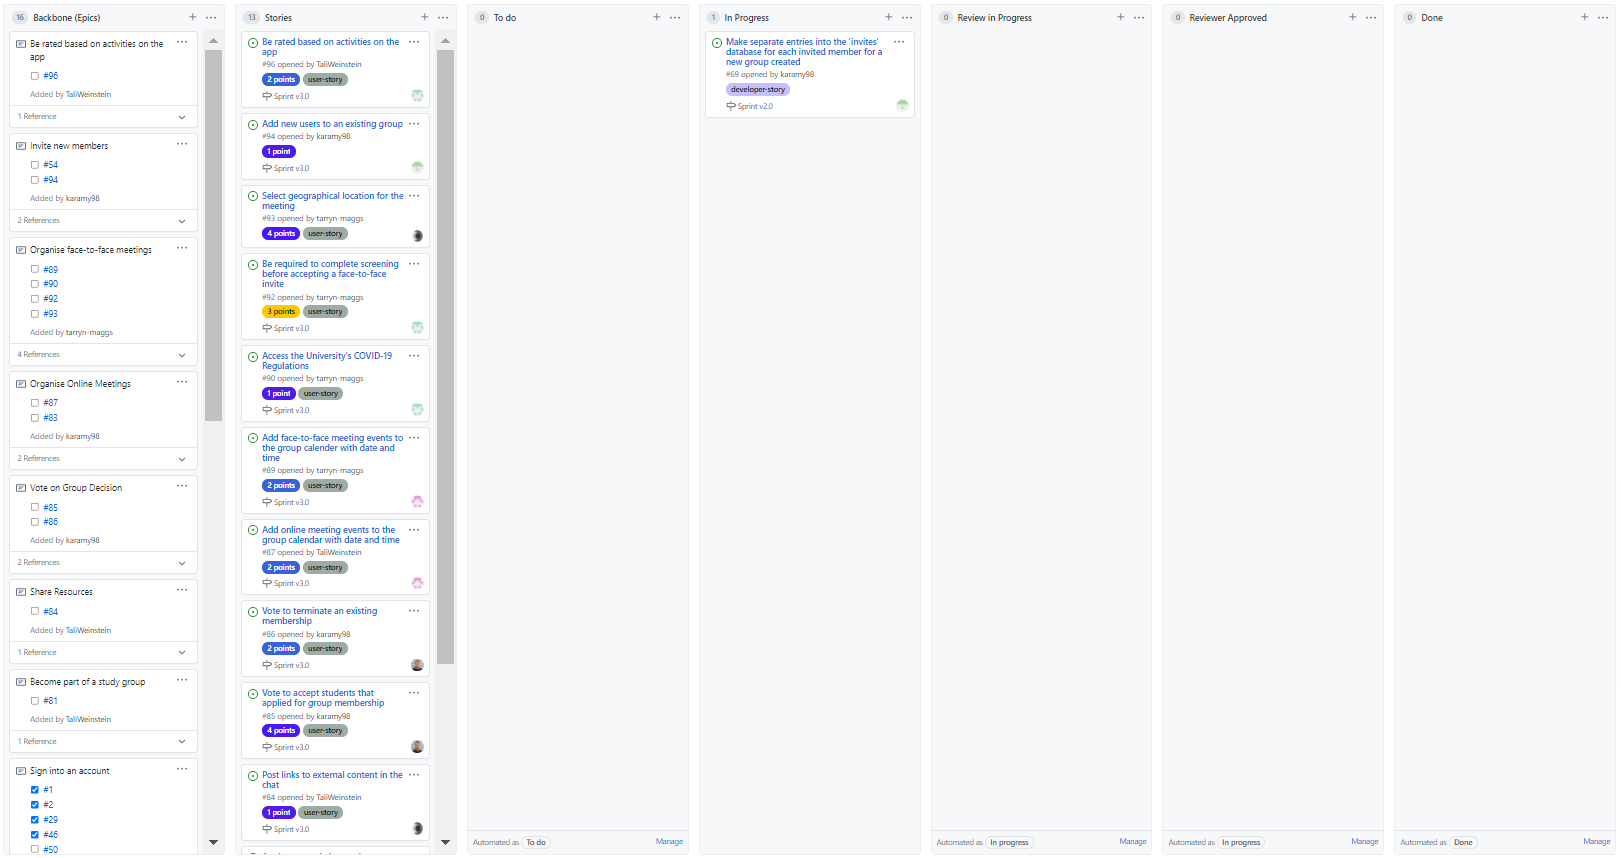 16 Backbone (Epics)
Be rated based on activities on the
app
#96
Added by TaliWeinstein
1 Reference
Invite new members
#54
#94
Added by karamy98
2 References
Organise face-to-face meetings
#89
#90
#92
#93
Added by tarryn-maggs
4 References
Organise Online Meetings
#87
#83
Added by karamy98
2 References
Vote on Group Decision
#85
#86
Added by karamy98
2 References
Share Resources
#84
Added by TaliWeinstein
1 Reference
Become part of a study group
#81
Added by TaliWeinstein
1 Reference
Sign into an account
#1
#2
#29
#46
#50
13 Stories
Be rated based on activities on the
app
#96 opened by TaliWeinstein
2 points user-story
Sprint v3.0
Add new users to an existing group
#94 opened by karamy98
1 point
Sprint v3.0
Select geographical location for the
meeting
#93 opened by tarryn-maggs
4 points user-story
Be required to complete screening
before accepting a face-to-face
invite
#92 opened by tarryn-maggs
3 points user-story
Sprint v3.0
Access the University's COVID-19
Regulations
#90 opened by tarryn-maggs
1 point user-story
Sprint v3.0
Add face-to-face meeting events to
the group calender with date and
time
#89 opened by tarryn-maggs
2 points user-story
Sprint v3.0
Add online meeting events to the
group calendar with date and time
#87 opened by TaliWeinstein
2 points user-story
Sprint v3.0
Vote to terminate an existing
membership
#86 opened by karamy98
2 points user-story
Sprint v3.0
Vote to accept students that
applied for group membership
#85 opened by karamy98
4 points user-story
Sprint v3.0
Post links to external content in the
chat
#84 opened by TaliWeinstein
1 point user-story
Sprint v3.0
0 To do
Automated as To do Manage
1 In Progress
Make separate entries into the 'invites'
database for each invited member for a
new group created
#69 opened by karamy98
developer-story
Sprint v2.0
0 Review in Progress
Automated as In progress Manage
0 Reviewer Approved
Automated as In progress Manage
0 Done
Automated as Done Manage